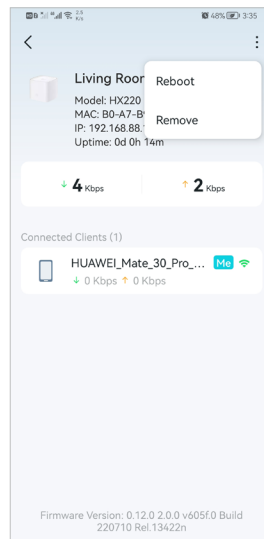 48% 3:35
Living Room
Reboot
Model: HX220
MAC: B0-A7-B
Remove
IP: 192.168.88.
Uptime: 0d 0h 14m
↓ 4 Kbps ↑ 2 Kbps
Connected Clients (1)
HUAWEI_Mate_30_Pro_... Me
↓ 0 Kbps ↑ 0 Kbps
Firmware Version: 0.12.0 2.0.0 v605f.0 Build
220710 Rel.13422n